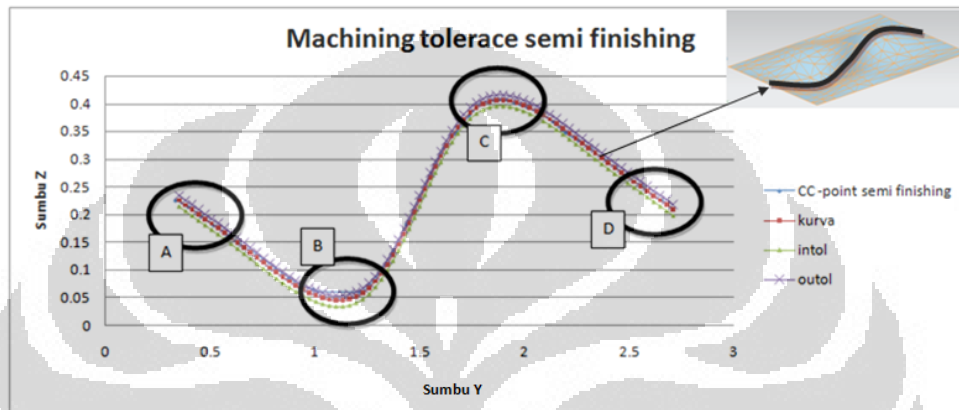 Machining tolerace semi finishing
Sumbu Z
0.45
0.4
0.35
0.3
0.25
0.2
0.15
0.1
0.05
0
0
0.5
1
1.5
2
2.5
3
Sumbu Y
A
B
C
D
CC-point semi finishing
kurva
intol
outol